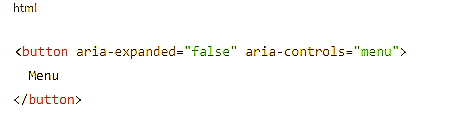 html
<button aria-expanded="false" aria-controls="menu">
Menu
</button>